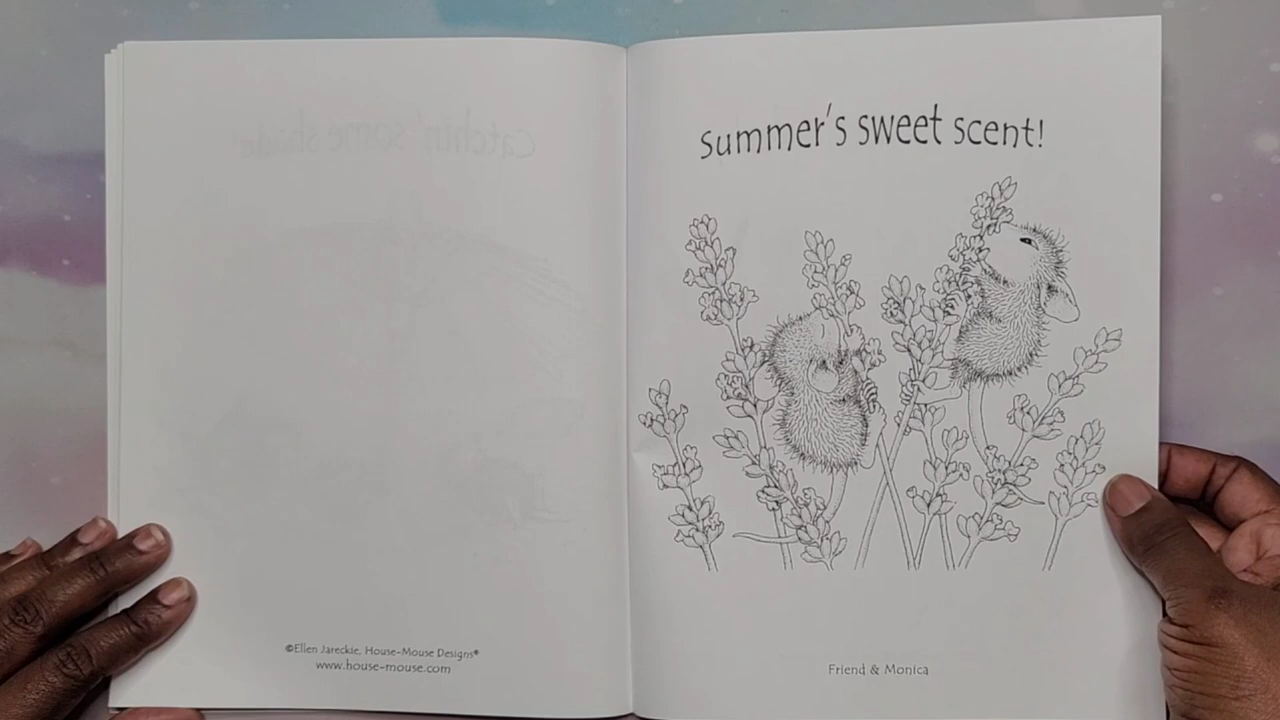 ©Ellen Jareckie, House-Mouse Designs®
www.house-mouse.com
summer's sweet scent!
Friend & Monica